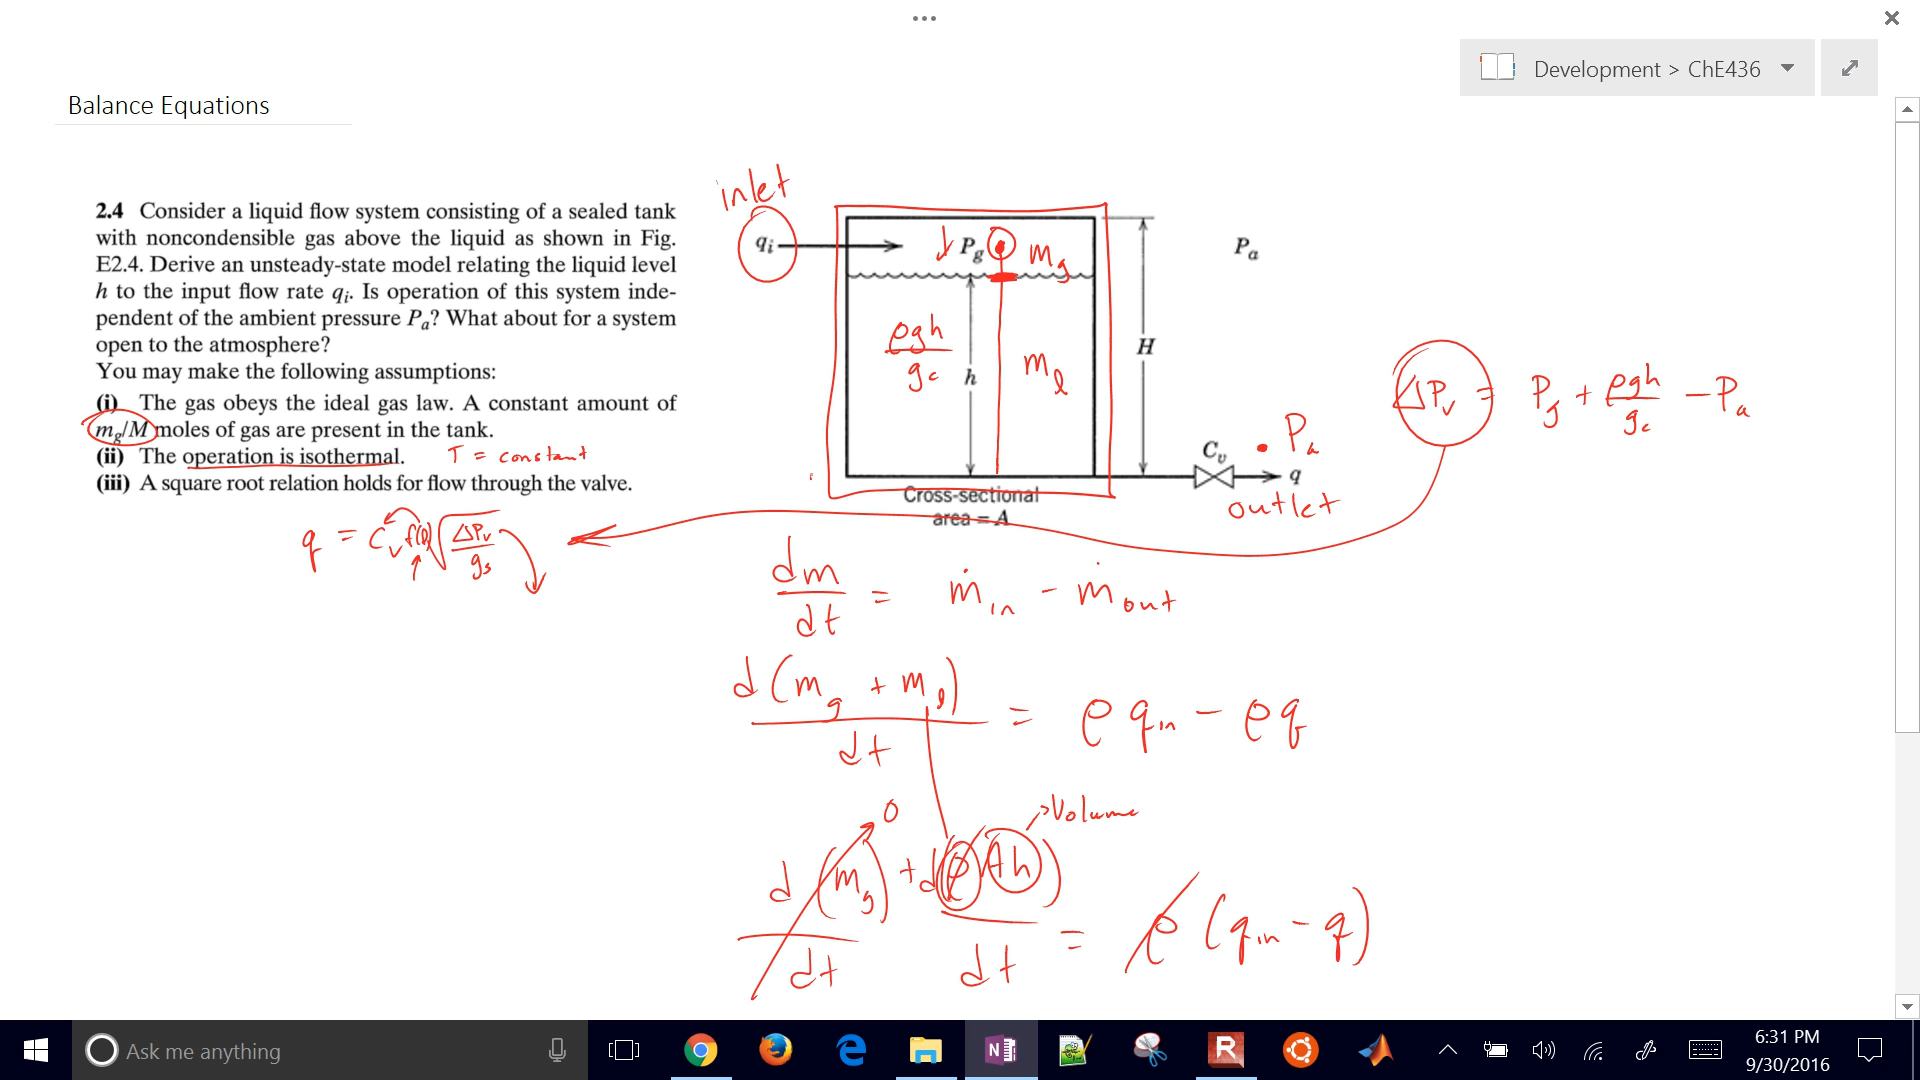 Development > ChE436
Balance Equations
2.4 Consider a liquid flow system consisting of a sealed tank
with noncondensible gas above the liquid as shown in Fig.
E2.4. Derive an unsteady-state model relating the liquid level
h to the input flow rate qi. Is operation of this system inde-
pendent of the ambient pressure Pa? What about for a system
open to the atmosphere?
You may make the following assumptions:
(i) The gas obeys the ideal gas law. A constant amount of
mg/M moles of gas are present in the tank.
(ii) The operation is isothermal. T = constant
(iii) A square root relation holds for flow through the valve.
q = Cv f(l) √(ΔPv/gs)
inlet
qi
Pg
mg
Pa
ρgh/gc
h
ml
H
Cv
Pa
q
outlet
Cross-sectional
area = A
ΔPv = Pg + ρgh/gc - Pa
dm/dt = ṁin - ṁout
d(mg + ml)/dt = ρqin - ρq
Volume
0
d(mg)/dt + d(ρ(Ah))/dt = ρ(qin - q)
Ask me anything
6:31 PM
9/30/2016